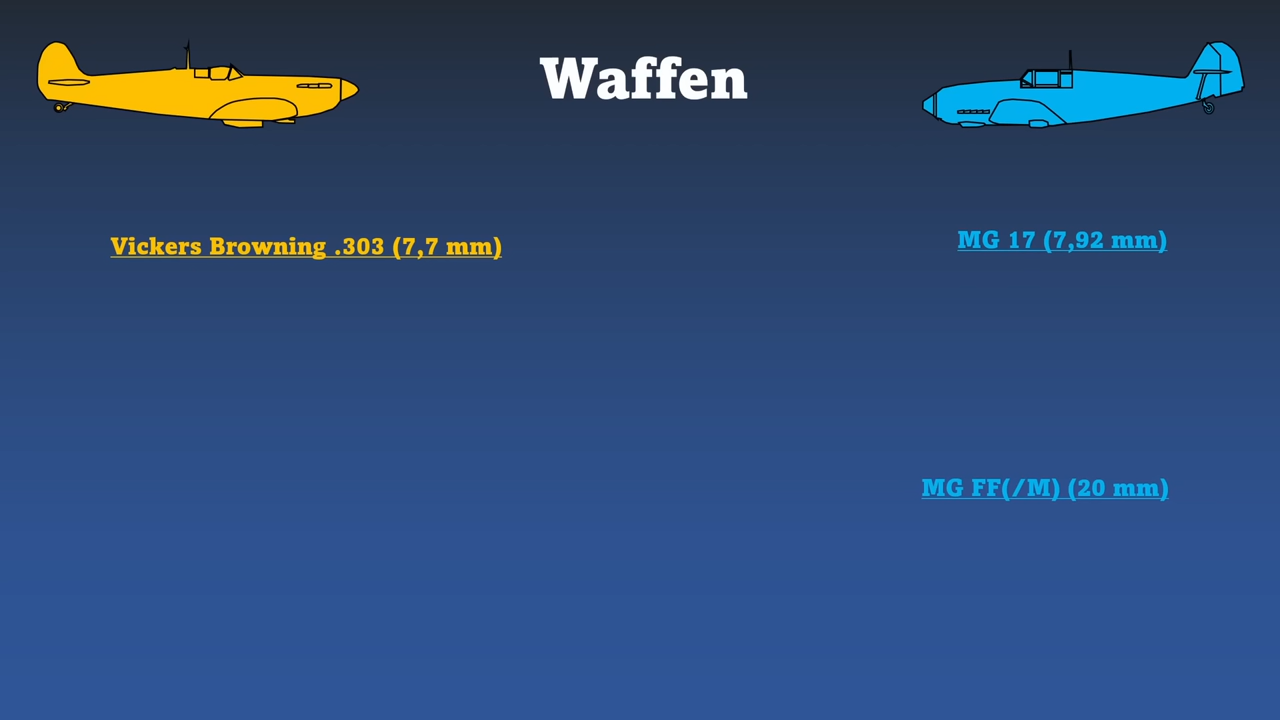 Waffen
Vickers Browning .303 (7,7 mm)
MG 17 (7,92 mm)
MG FF(/M) (20 mm)